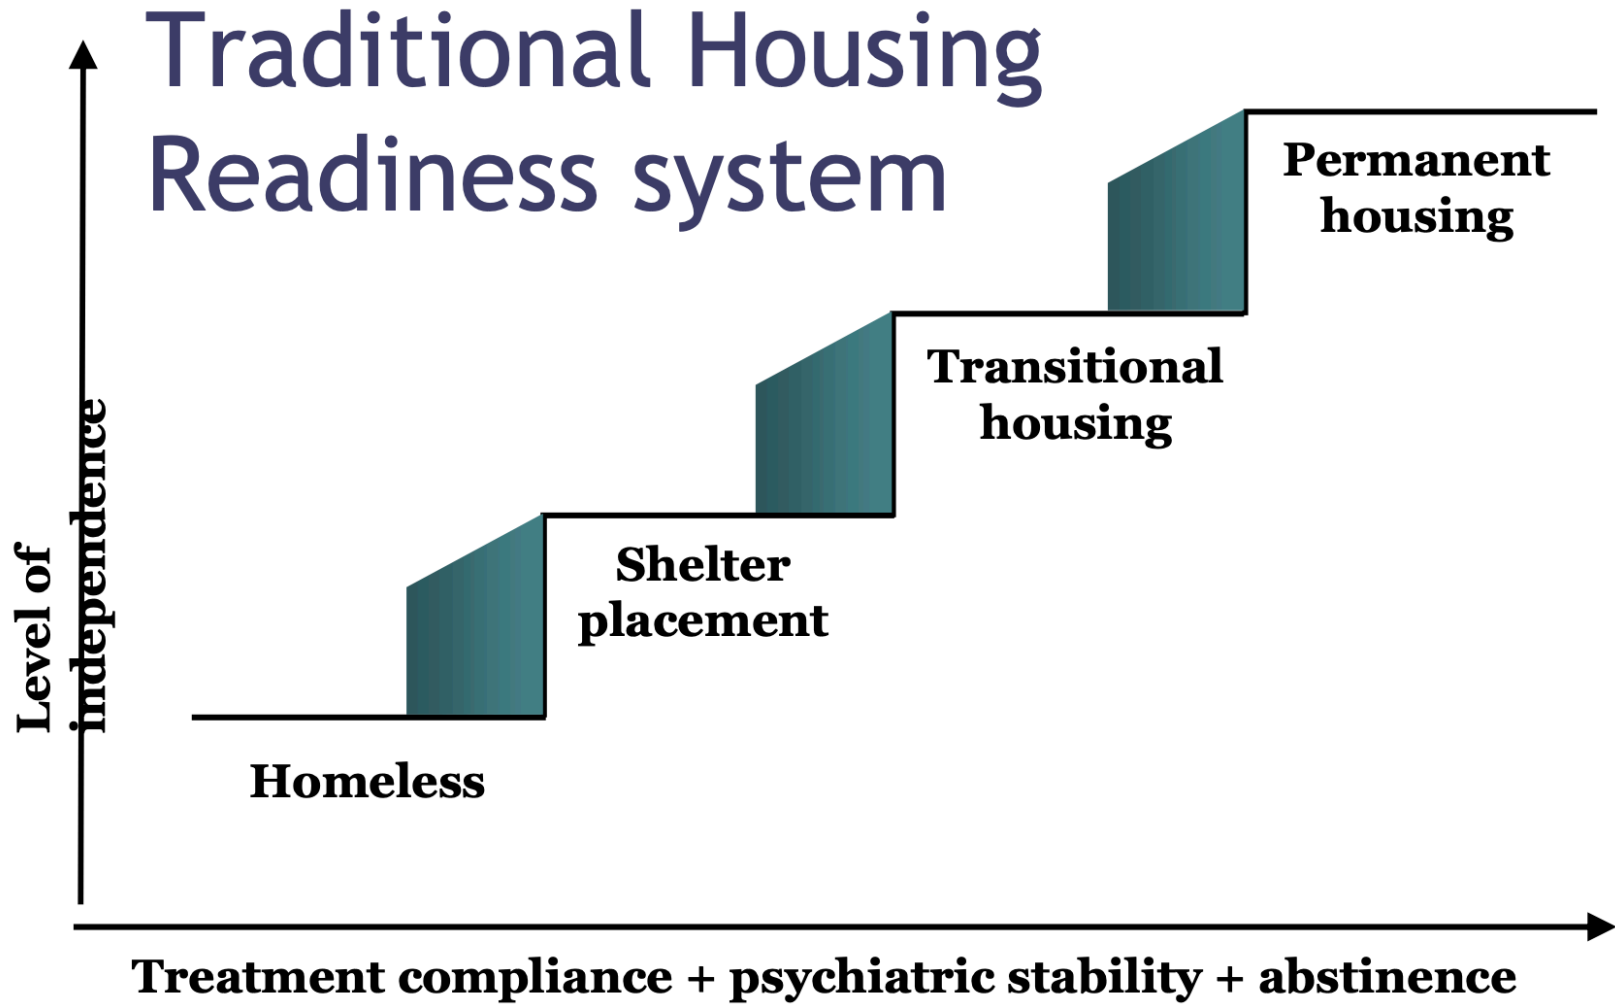 Traditional Housing
Readiness system
Permanent
housing
Transitional
housing
Shelter
placement
Homeless
Level of
independence
Treatment compliance + psychiatric stability + abstinence